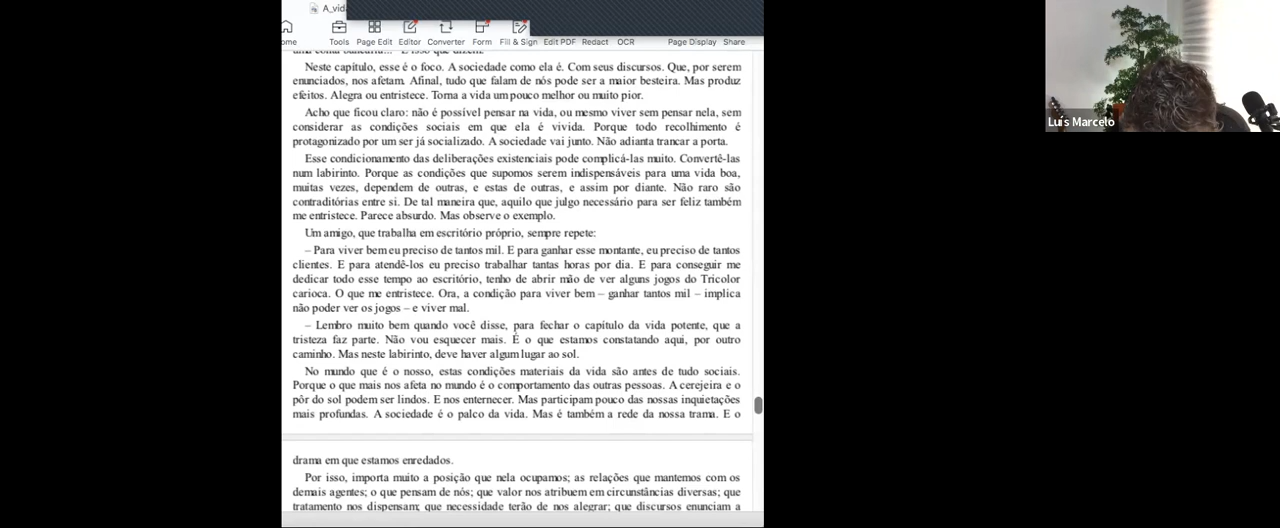 A_vid
ome
Tools
Page Edit
Editor
Converter
Form
Fill & Sign
Edit PDF
Redact
OCR
Page Display
Share
Luís Marcelo
Neste capítulo, esse é o foco. A sociedade como ela é. Com seus discursos. Que, por serem
enunciados, nos afetam. Afinal, tudo que falam de nós pode ser a maior besteira. Mas produz
efeitos. Alegra ou entristece. Torna a vida um pouco melhor ou muito pior.
Acho que ficou claro: não é possível pensar na vida, ou mesmo viver sem pensar nela, sem
considerar as condições sociais em que ela é vivida. Porque todo recolhimento é
protagonizado por um ser já socializado. A sociedade vai junto. Não adianta trancar a porta.
Esse condicionamento das deliberações existenciais pode complicá-las muito. Convertê-las
num labirinto. Porque as condições que supomos serem indispensáveis para uma vida boa,
muitas vezes, dependem de outras, e estas de outras, e assim por diante. Não raro são
contraditórias entre si. De tal maneira que, aquilo que julgo necessário para ser feliz também
me entristece. Parece absurdo. Mas observe o exemplo.
Um amigo, que trabalha em escritório próprio, sempre repete:
– Para viver bem eu preciso de tantos mil. E para ganhar esse montante, eu preciso de tantos
clientes. E para atendê-los eu preciso trabalhar tantas horas por dia. E para conseguir me
dedicar todo esse tempo ao escritório, tenho de abrir mão de ver alguns jogos do Tricolor
carioca. O que me entristece. Ora, a condição para viver bem – ganhar tantos mil – implica
não poder ver os jogos – e viver mal.
– Lembro muito bem quando você disse, para fechar o capítulo da vida potente, que a
tristeza faz parte. Não vou esquecer mais. É o que estamos constatando aqui, por outro
caminho. Mas neste labirinto, deve haver algum lugar ao sol.
No mundo que é o nosso, estas condições materiais da vida são antes de tudo sociais.
Porque o que mais nos afeta no mundo é o comportamento das outras pessoas. A cerejeira e o
pôr do sol podem ser lindos. E nos enternecer. Mas participam pouco das nossas inquietações
mais profundas. A sociedade é o palco da vida. Mas é também a rede da nossa trama. E o
drama em que estamos enredados.
Por isso, importa muito a posição que nela ocupamos; as relações que mantemos com os
demais agentes; o que pensam de nós; que valor nos atribuem em circunstâncias diversas; que
tratamento nos dispensam; que necessidade terão de nos alegrar; que discursos enunciam a